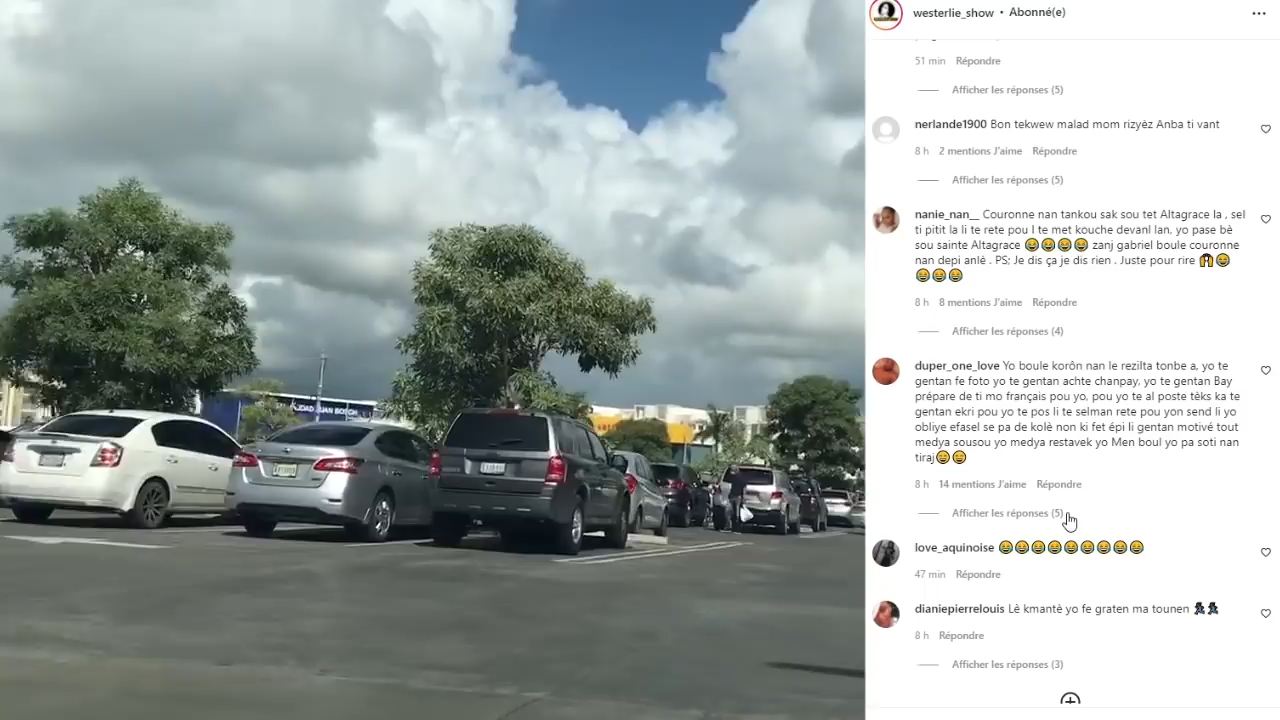 westerlie_show • Abonné(e)
51 min Répondre
Afficher les réponses (5)
nerlande1900 Bon tekwew malad mom rizyèz Anba ti vant
8 h 2 mentions J'aime Répondre
Afficher les réponses (5)
nanie_nan__ Couronne nan tankou sak sou tet Altagrace la , sel
ti pitit la li te rete pou l te met kouche devanl lan, yo pase bè
sou sainte Altagrace 😂😂😂😂 zanj gabriel boule couronne
nan depi anlé . PS; Je dis ça je dis rien . Juste pour rire 🙌😂
😂😂😂
8 h 8 mentions J'aime Répondre
Afficher les réponses (4)
duper_one_love Yo boule korôn nan le rezilta tonbe a, yo te
gentan fe foto yo te gentan achte chanpay, yo te gentan Bay
prépare de ti mo français pou yo, pou yo te al poste tèks ka te
gentan ekri pou yo te pos li te selman rete pou yon send li yo
obliye efasel se pa de kolè non ki fet épi li gentan motivé tout
medya sousou yo medya restavek yo Men boul yo pa soti nan
tiraj😄😄
8 h 14 mentions J'aime Répondre
Afficher les réponses (5)
love_aquinoise 😂😂😂😂😂😂😂😂😂
47 min Répondre
dianiepierrelouis Lè kmantè yo fe graten ma tounen
8 h Répondre
Afficher les réponses (3)
JUAN BOSCH